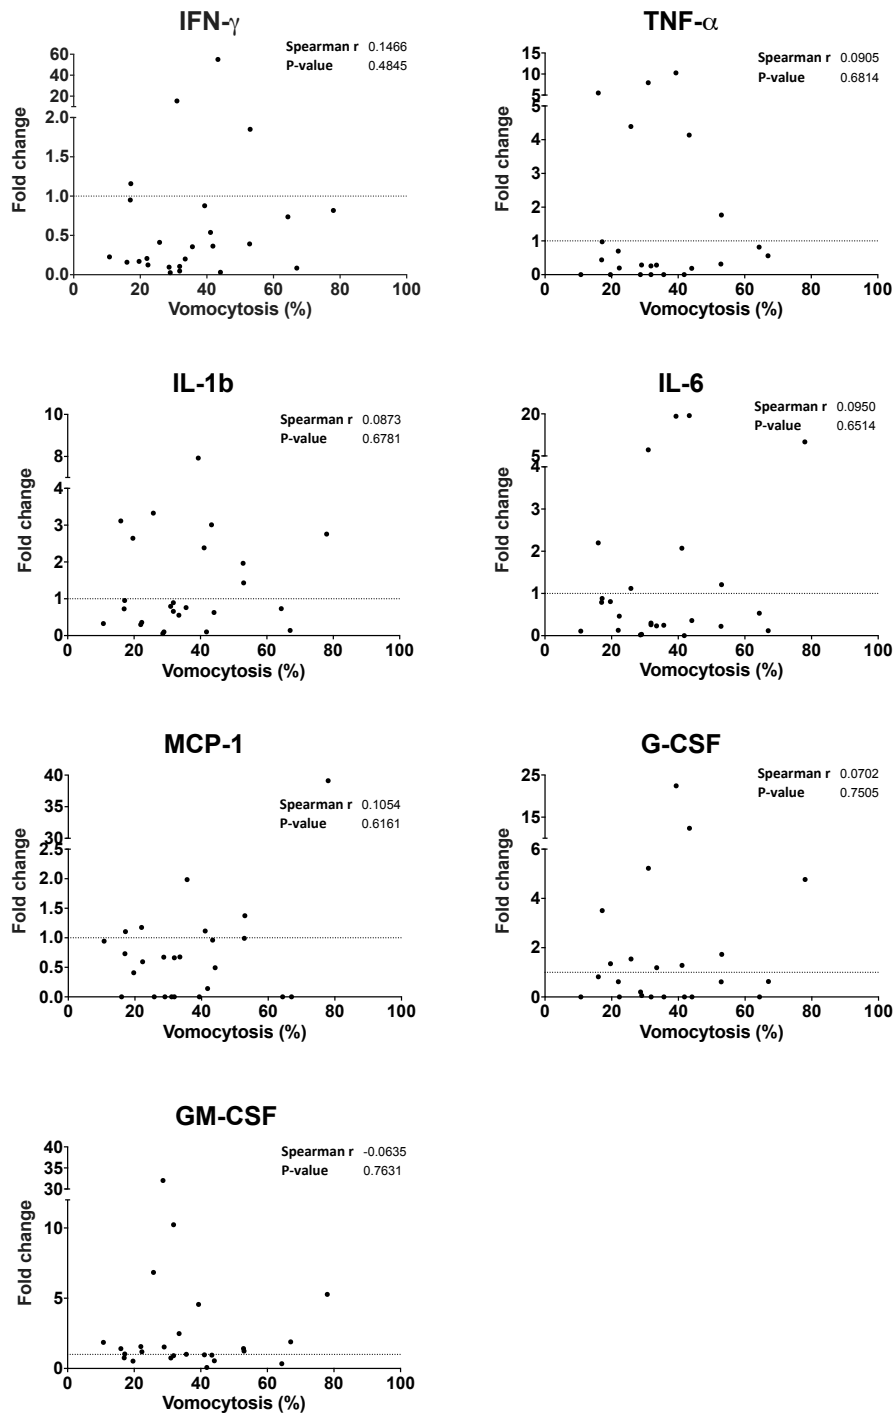 IFN-γ
Spearman r 0.1466
P-value 0.4845
Fold change
60
40
20
2.0
1.5
1.0
0.5
0.0
0 20 40 60 80 100
Vomocytosis (%)
TNF-α
Spearman r 0.0905
P-value 0.6814
Fold change
15
10
5
5
4
3
2
1
0
0 20 40 60 80 100
Vomocytosis (%)
IL-1b
Spearman r 0.0873
P-value 0.6781
Fold change
10
8
4
3
2
1
0
0 20 40 60 80 100
Vomocytosis (%)
IL-6
Spearman r 0.0950
P-value 0.6514
Fold change
20
5
4
3
2
1
0
0 20 40 60 80 100
Vomocytosis (%)
MCP-1
Spearman r 0.1054
P-value 0.6161
Fold change
40
35
30
2.5
2.0
1.5
1.0
0.5
0.0
0 20 40 60 80 100
Vomocytosis (%)
G-CSF
Spearman r 0.0702
P-value 0.7505
Fold change
25
15
6
4
2
0
0 20 40 60 80 100
Vomocytosis (%)
GM-CSF
Spearman r -0.0635
P-value 0.7631
Fold change
40
35
30
10
5
0
0 20 40 60 80 100
Vomocytosis (%)